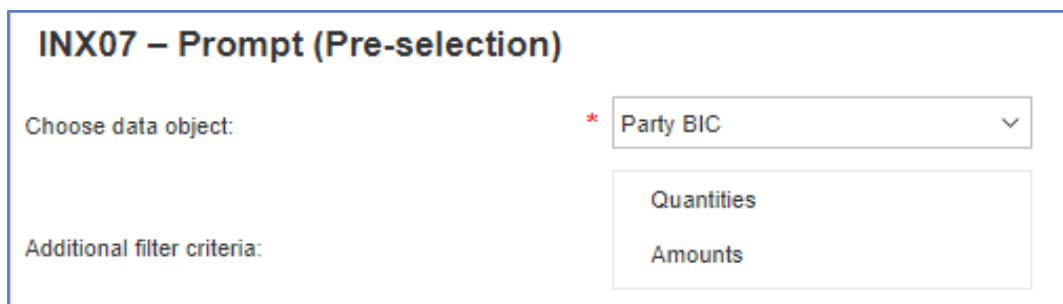 INX07 – Prompt (Pre-selection)
Choose data object: * Party BIC
Quantities
Additional filter criteria:
Amounts